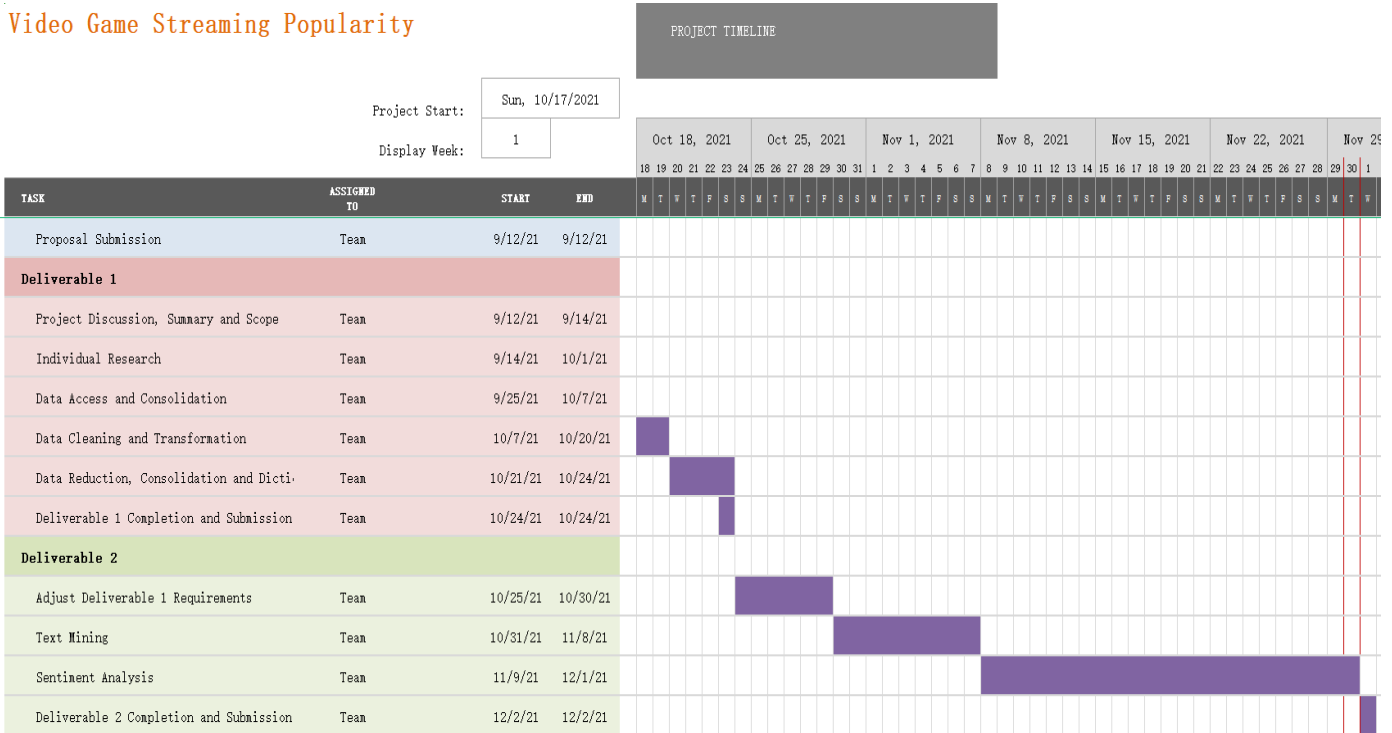 Video Game Streaming Popularity
PROJECT TIMELINE
Project Start: Sun, 10/17/2021
Display Week: 1
Oct 18, 2021 Oct 25, 2021 Nov 1, 2021 Nov 8, 2021 Nov 15, 2021 Nov 22, 2021 Nov 29
18 19 20 21 22 23 24 25 26 27 28 29 30 31 1 2 3 4 5 6 7 8 9 10 11 12 13 14 15 16 17 18 19 20 21 22 23 24 25 26 27 28 29 30 1
TASK ASSIGNED TO START END M T W T F S S M T W T F S S M T W T F S S M T W T F S S M T W T F S S M T W T F S S M T W
Proposal Submission Team 9/12/21 9/12/21
Deliverable 1
Project Discussion, Summary and Scope Team 9/12/21 9/14/21
Individual Research Team 9/14/21 10/1/21
Data Access and Consolidation Team 9/25/21 10/7/21
Data Cleaning and Transformation Team 10/7/21 10/20/21
Data Reduction, Consolidation and Dicti Team 10/21/21 10/24/21
Deliverable 1 Completion and Submission Team 10/24/21 10/24/21
Deliverable 2
Adjust Deliverable 1 Requirements Team 10/25/21 10/30/21
Text Mining Team 10/31/21 11/8/21
Sentiment Analysis Team 11/9/21 12/1/21
Deliverable 2 Completion and Submission Team 12/2/21 12/2/21